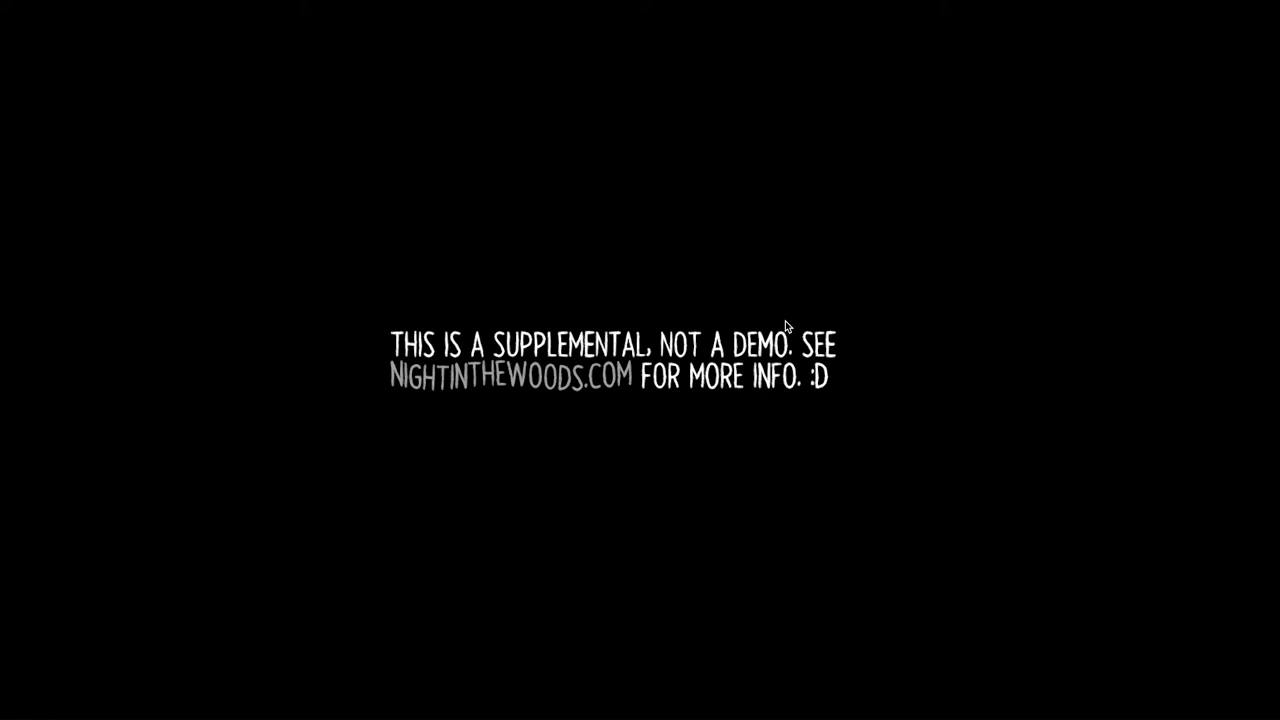 THIS IS A SUPPLEMENTAL, NOT A DEMO. SEE
NIGHTINTHEWOODS.COM FOR MORE INFO. :D